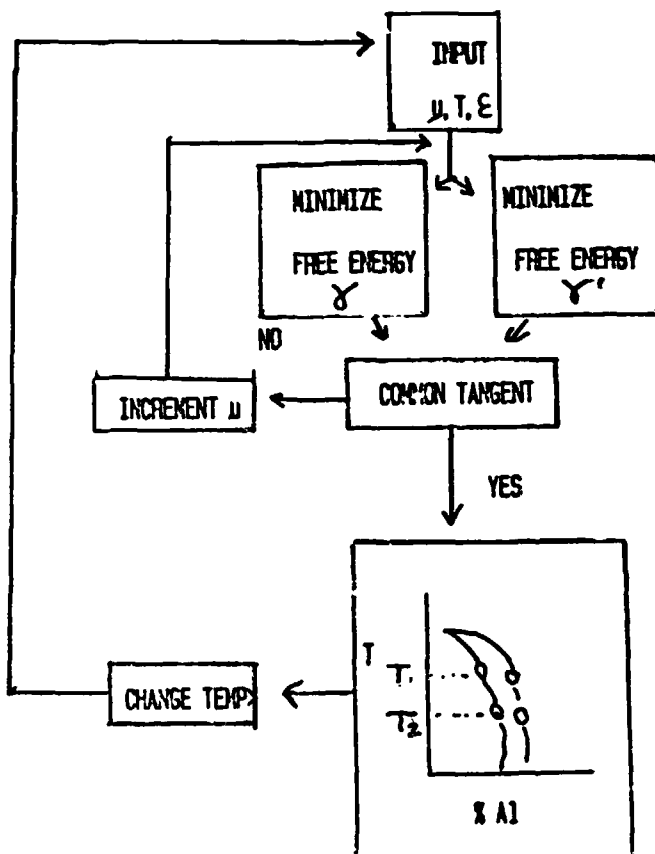 INPUT
μ, T, ε
MINIMIZE
FREE ENERGY
γ
MINIMIZE
FREE ENERGY
γ'
NO
COMMON TANGENT
INCREMENT μ
YES
T
T₁
T₂
CHANGE TEMP
% Al